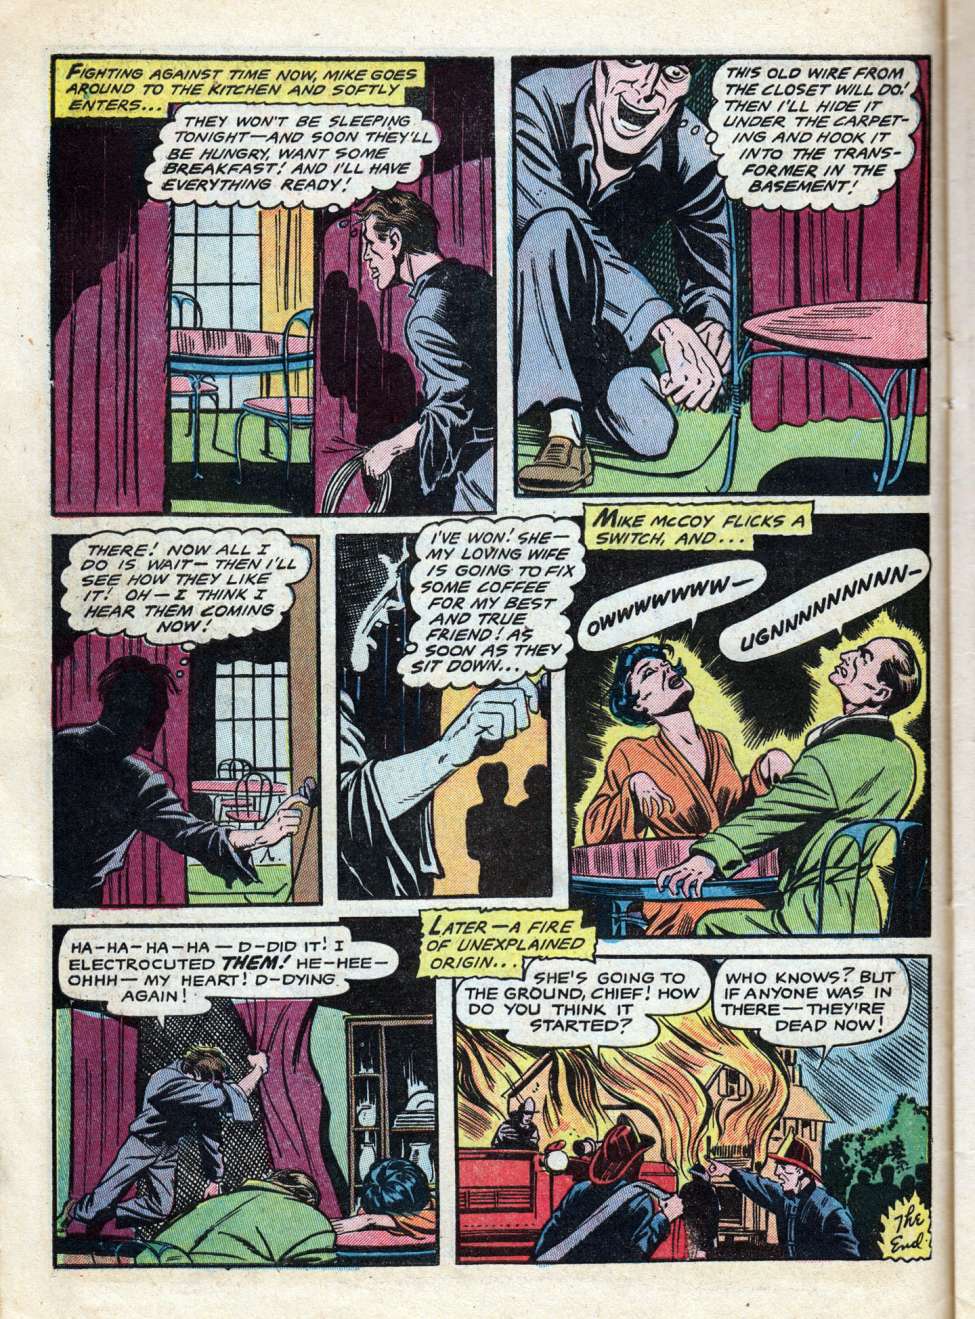 FIGHTING AGAINST TIME NOW, MIKE GOES
AROUND TO THE KITCHEN AND SOFTLY
ENTERS...
THEY WON'T BE SLEEPING
TONIGHT—AND SOON THEY'LL
BE HUNGRY, WANT SOME
BREAKFAST! AND I'LL HAVE
EVERYTHING READY!
THIS OLD WIRE FROM
THE CLOSET WILL DO!
THEN I'LL HIDE IT
UNDER THE CARPET-
ING AND HOOK IT
INTO THE TRANS-
FORMER IN THE
BASEMENT!
THERE! NOW ALL I
DO IS WAIT—THEN I'LL
SEE HOW THEY LIKE
IT! OH—I THINK I
HEAR THEM COMING
NOW!
I'VE WON! SHE—
MY LOVING WIFE
IS GOING TO FIX
SOME COFFEE
FOR MY BEST
AND TRUE
FRIEND! AS
SOON AS THEY
SIT DOWN...
MIKE MCCOY FLICKS A
SWITCH, AND...
OWWWWWWW—
UGNNNNNNNNN—
HA-HA-HA-HA—D-DID IT! I
ELECTROCUTED THEM! HE-HEE—
OHHH—MY HEART! D-DYING
AGAIN!
LATER—A FIRE
OF UNEXPLAINED
ORIGIN...
SHE'S GOING TO
THE GROUND, CHIEF! HOW
DO YOU THINK IT
STARTED?
WHO KNOWS? BUT
IF ANYONE WAS IN
THERE—THEY'RE
DEAD NOW!
The
End